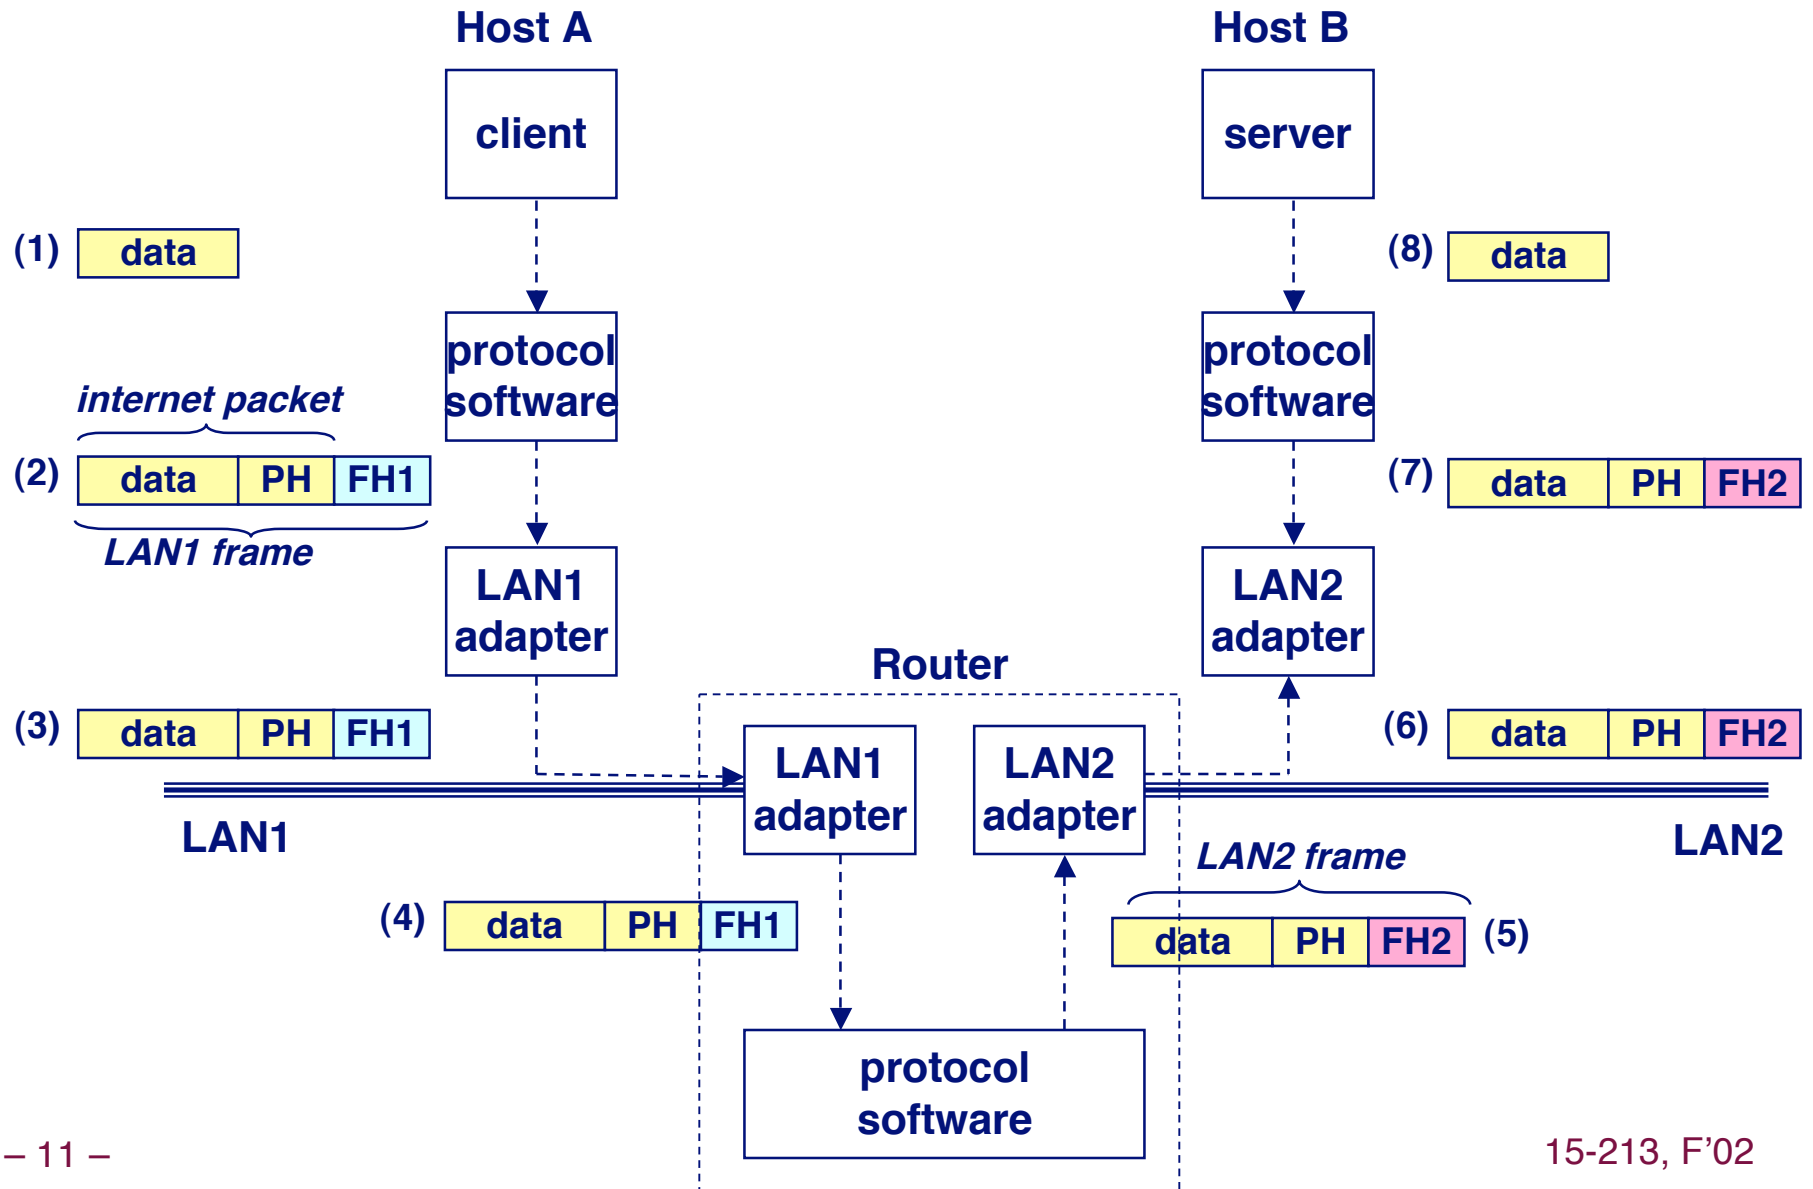 Host A
Host B
client
server
(1) data
(8) data
protocol
software
protocol
software
internet packet
(2) data PH FH1
(7) data PH FH2
LAN1 frame
LAN1
adapter
LAN2
adapter
Router
(3) data PH FH1
(6) data PH FH2
LAN1
adapter
LAN2
adapter
LAN1
LAN2
LAN2 frame
(4) data PH FH1
data PH FH2 (5)
protocol
software
– 11 –
15-213, F’02